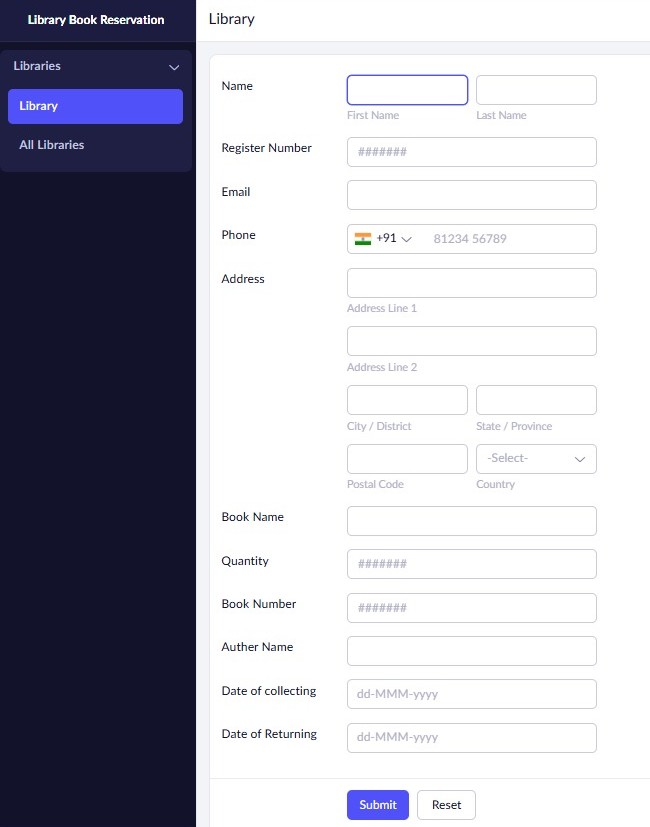 Library Book Reservation
Library
Libraries
Library
All Libraries
Name
First Name
Last Name
Register Number
#######
Email
Phone
+91
81234 56789
Address
Address Line 1
Address Line 2
City / District
State / Province
-Select-
Postal Code
Country
Book Name
Quantity
#######
Book Number
#######
Auther Name
Date of collecting
dd-MMM-yyyy
Date of Returning
dd-MMM-yyyy
Submit
Reset